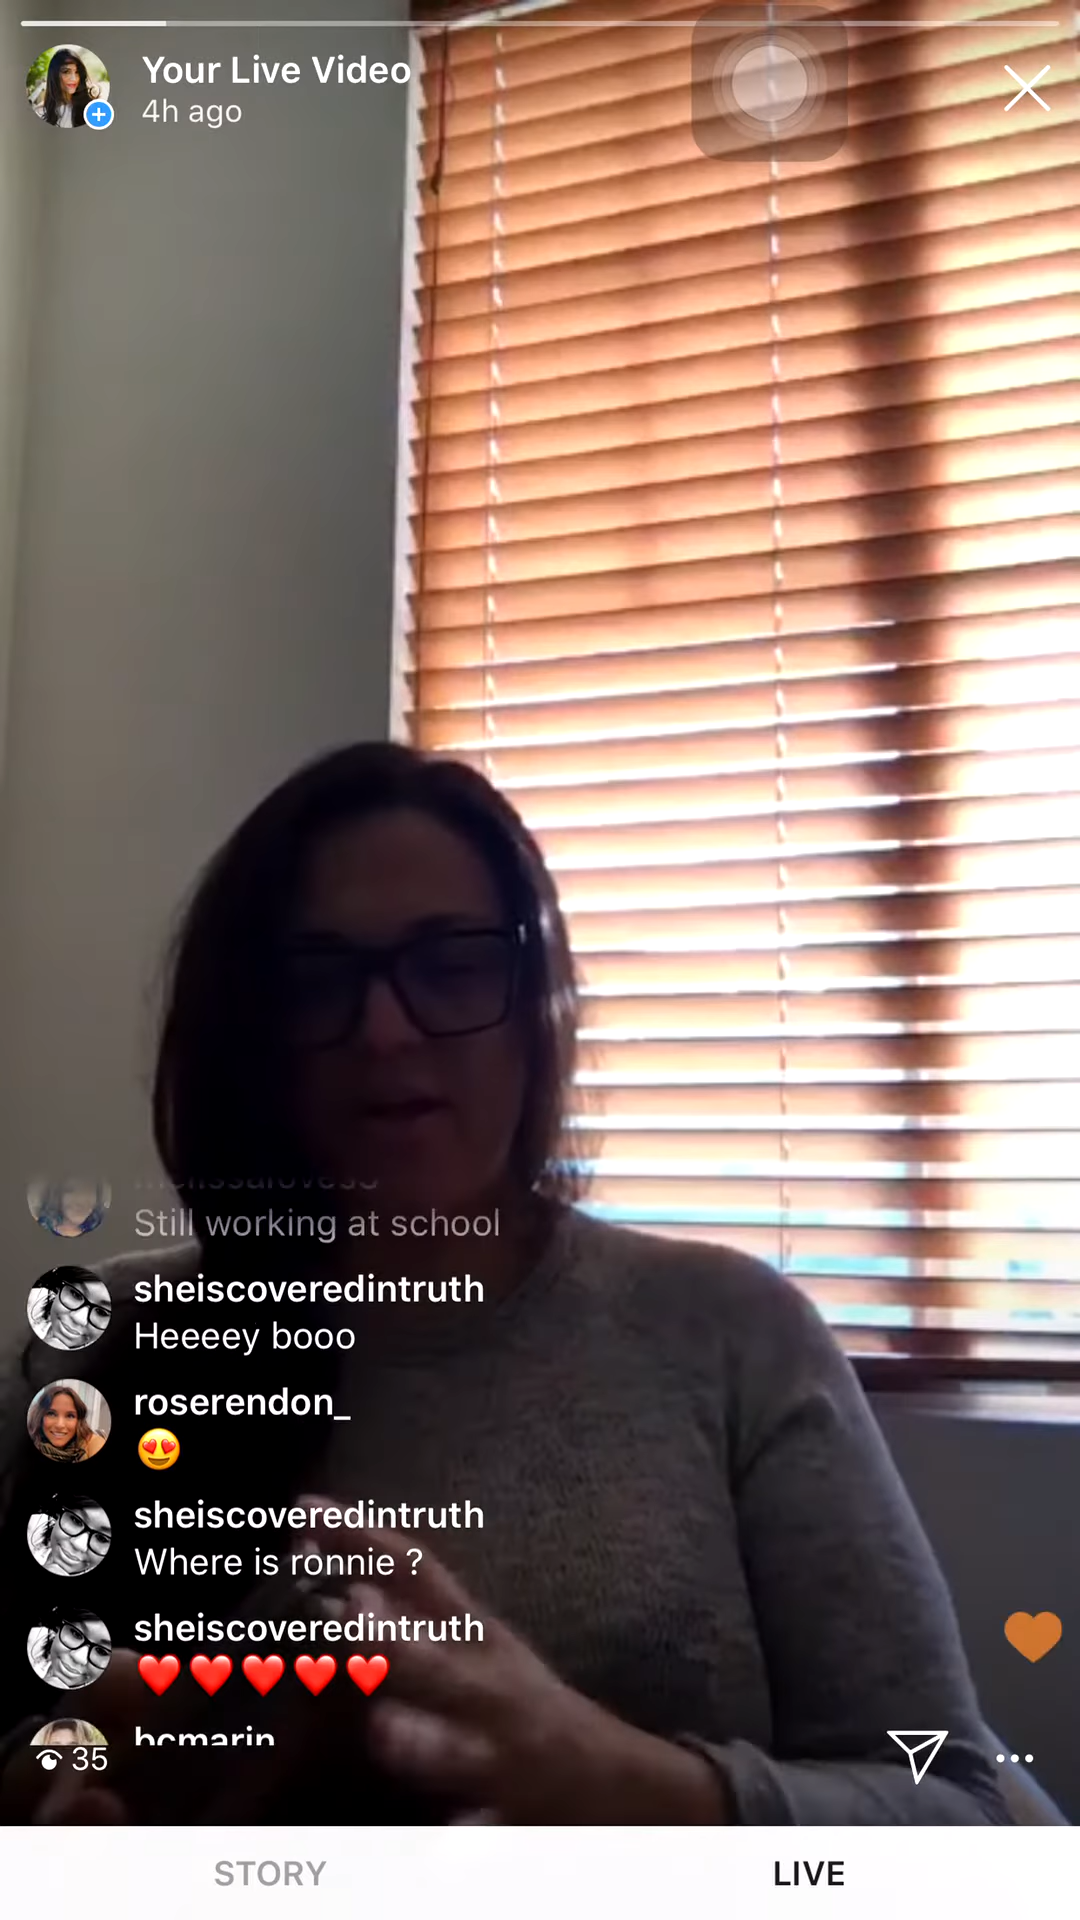 Your Live Video
4h ago
Still working at school
sheiscoveredintruth
Heeeey booo
roserendon_
😍
sheiscoveredintruth
Where is ronnie ?
sheiscoveredintruth
❤️❤️❤️❤️❤️
bcmarin
35
STORY
LIVE